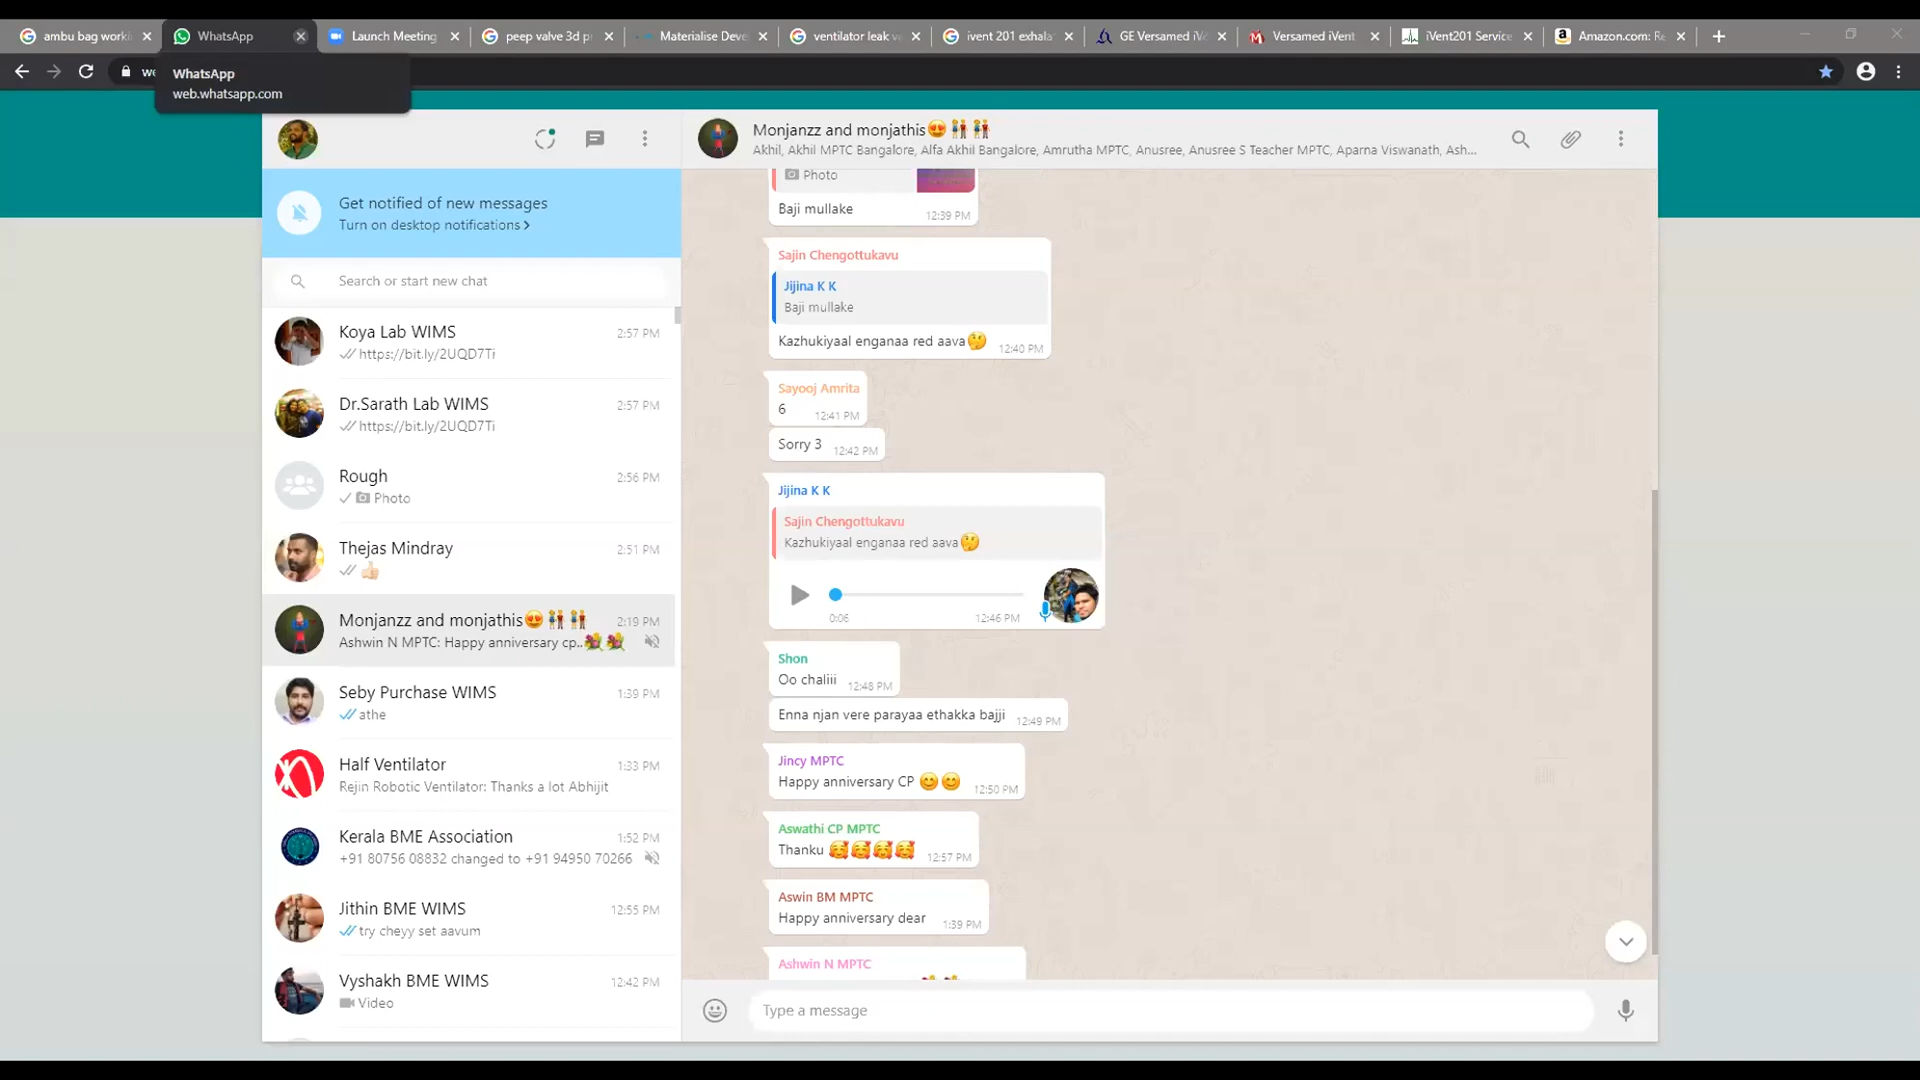 ambu bag worki
WhatsApp
Launch Meeting
peep valve 3d p
Materialise Deve
ventilator leak v
ivent 201 exhala
GE Versamed iV
Versamed iVent
iVent201 Service
Amazon.com: Re
we
WhatsApp
web.whatsapp.com
Monjanzz and monjathis😍👫👫
Akhil, Akhil MPTC Bangalore, Alfa Akhil Bangalore, Amrutha MPTC, Anusree, Anusree S Teacher MPTC, Aparna Viswanath, Ash...
Get notified of new messages
Turn on desktop notifications >
Search or start new chat
Koya Lab WIMS
2:57 PM
https://bit.ly/2UQD7Ti
Dr.Sarath Lab WIMS
2:57 PM
https://bit.ly/2UQD7Ti
Rough
2:56 PM
Photo
Thejas Mindray
2:51 PM
👍🏻
Monjanzz and monjathis😍👫👫
2:19 PM
Ashwin N MPTC: Happy anniversary cp..💐💐
Seby Purchase WIMS
1:39 PM
athe
Half Ventilator
1:33 PM
Rejin Robotic Ventilator: Thanks a lot Abhijit
Kerala BME Association
1:52 PM
+91 80756 08832 changed to +91 94950 70266
Jithin BME WIMS
12:55 PM
try cheyy set aavum
Vyshakh BME WIMS
12:42 PM
Video
Photo
Baji mullake
12:39 PM
Sajin Chengottukavu
Jijina K K
Baji mullake
Kazhukiyaal enganaa red aava🤔
12:40 PM
Sayooj Amrita
6
12:41 PM
Sorry 3
12:42 PM
Jijina K K
Sajin Chengottukavu
Kazhukiyaal enganaa red aava🤔
0:06
12:46 PM
Shon
Oo chaliii
12:48 PM
Enna njan vere parayaa ethakka bajji
12:49 PM
Jincy MPTC
Happy anniversary CP 😊😊
12:50 PM
Aswathi CP MPTC
Thanku 🥰🥰🥰🥰
12:57 PM
Aswin BM MPTC
Happy anniversary dear
1:39 PM
Ashwin N MPTC
Type a message